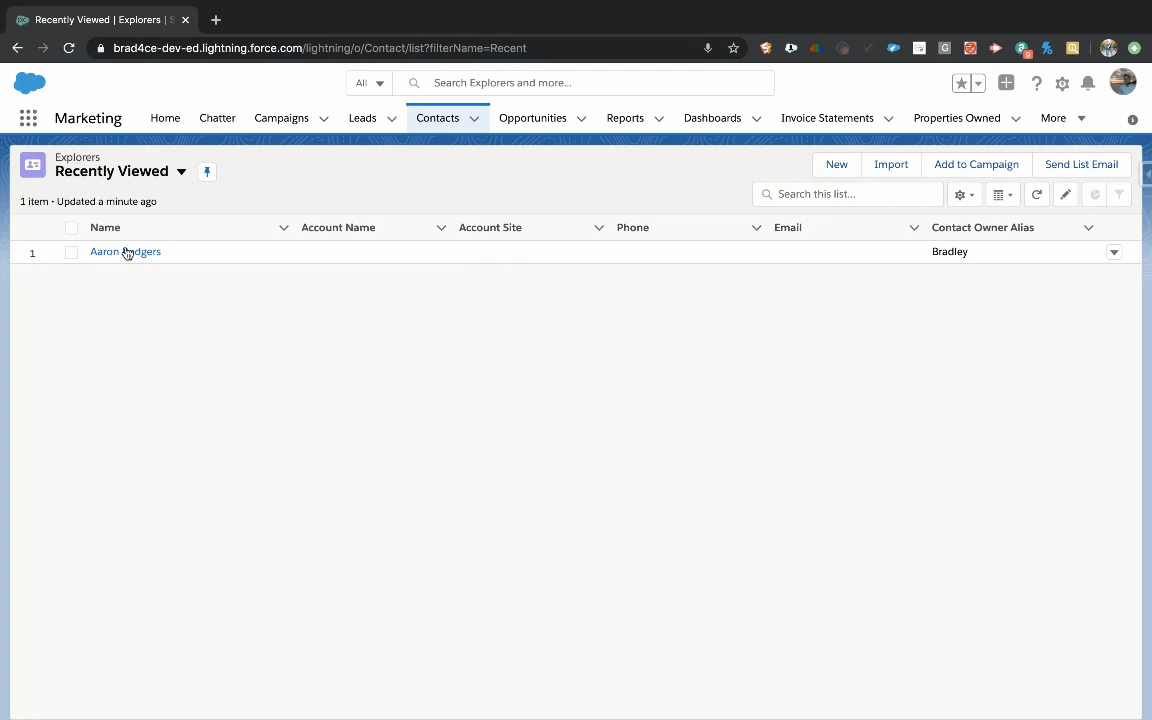 Recently Viewed | Explorers | S
brad4ce-dev-ed.lightning.force.com/lightning/o/Contact/list?filterName=Recent
G
a
9
All
Search Explorers and more...
Marketing
Home
Chatter
Campaigns
Leads
Contacts
Opportunities
Reports
Dashboards
Invoice Statements
Properties Owned
More
Explorers
Recently Viewed
New
Import
Add to Campaign
Send List Email
1 item • Updated a minute ago
Search this list...
Name
Account Name
Account Site
Phone
Email
Contact Owner Alias
1
Aaron
Bradley